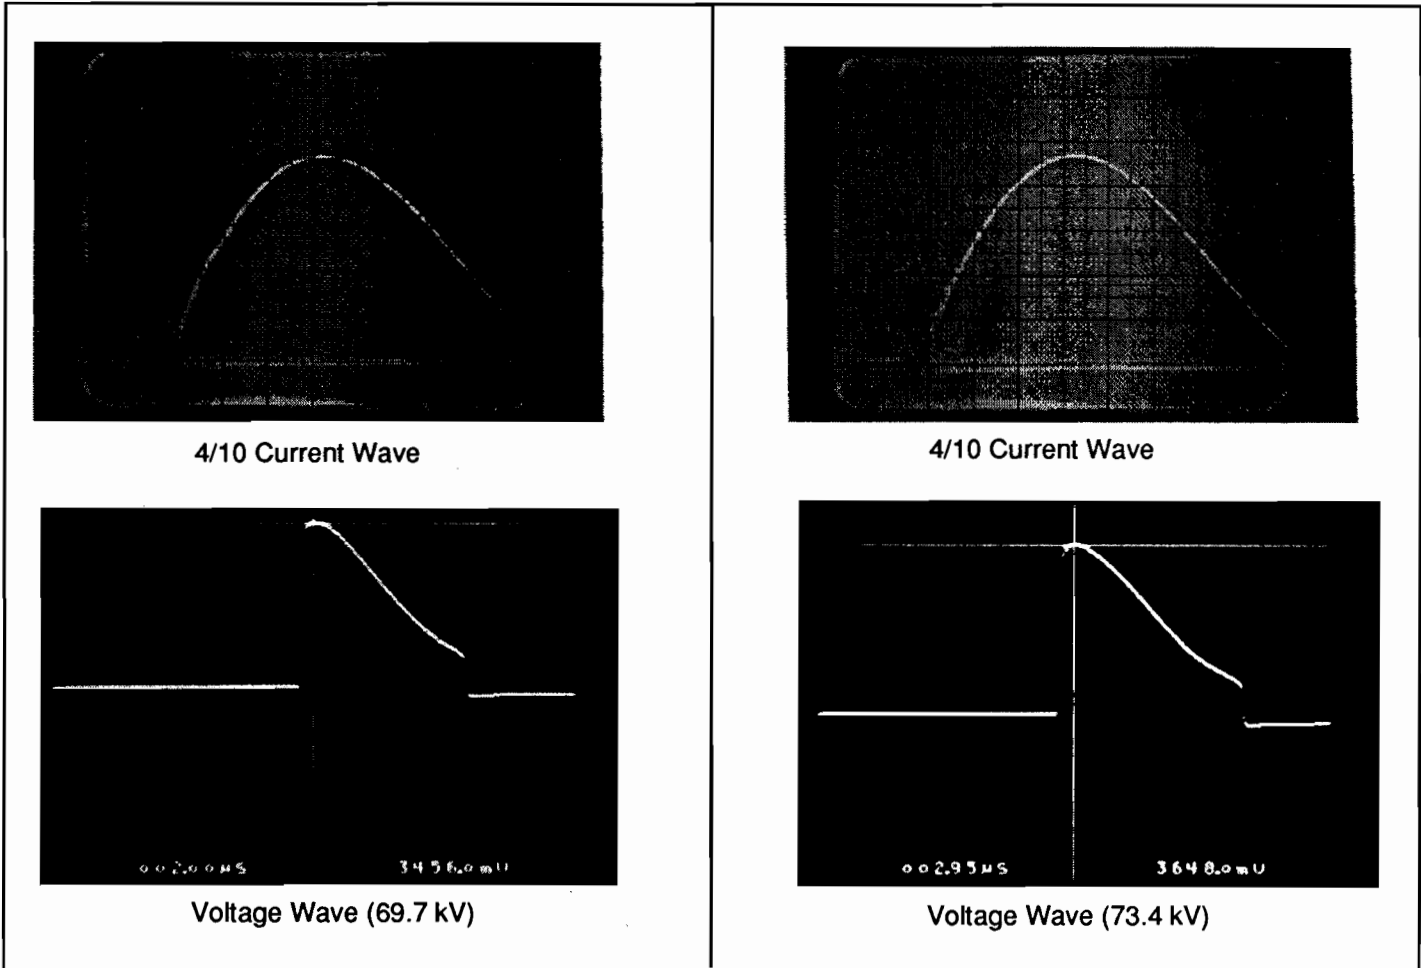 4/10 Current Wave
4/10 Current Wave
002.00µS 3456.0mV
002.95µS 3648.0mV
Voltage Wave (69.7 kV)
Voltage Wave (73.4 kV)